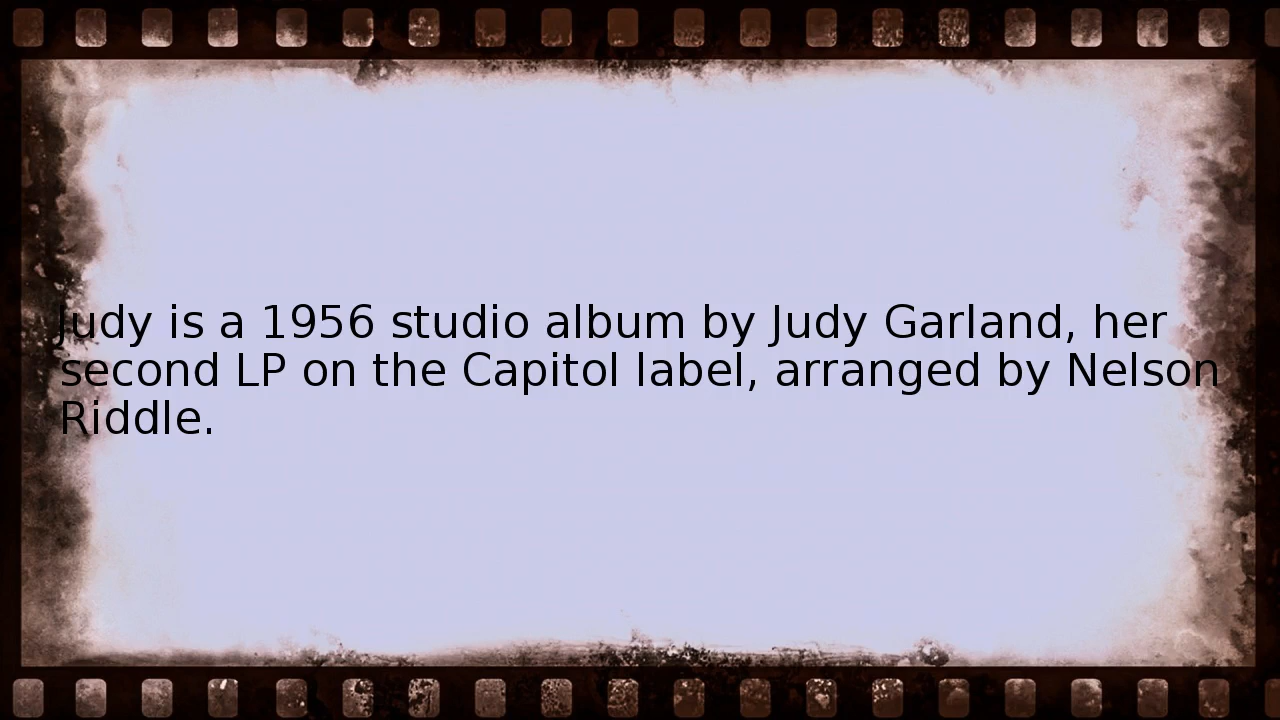 Judy is a 1956 studio album by Judy Garland, her
second LP on the Capitol label, arranged by Nelson
Riddle.